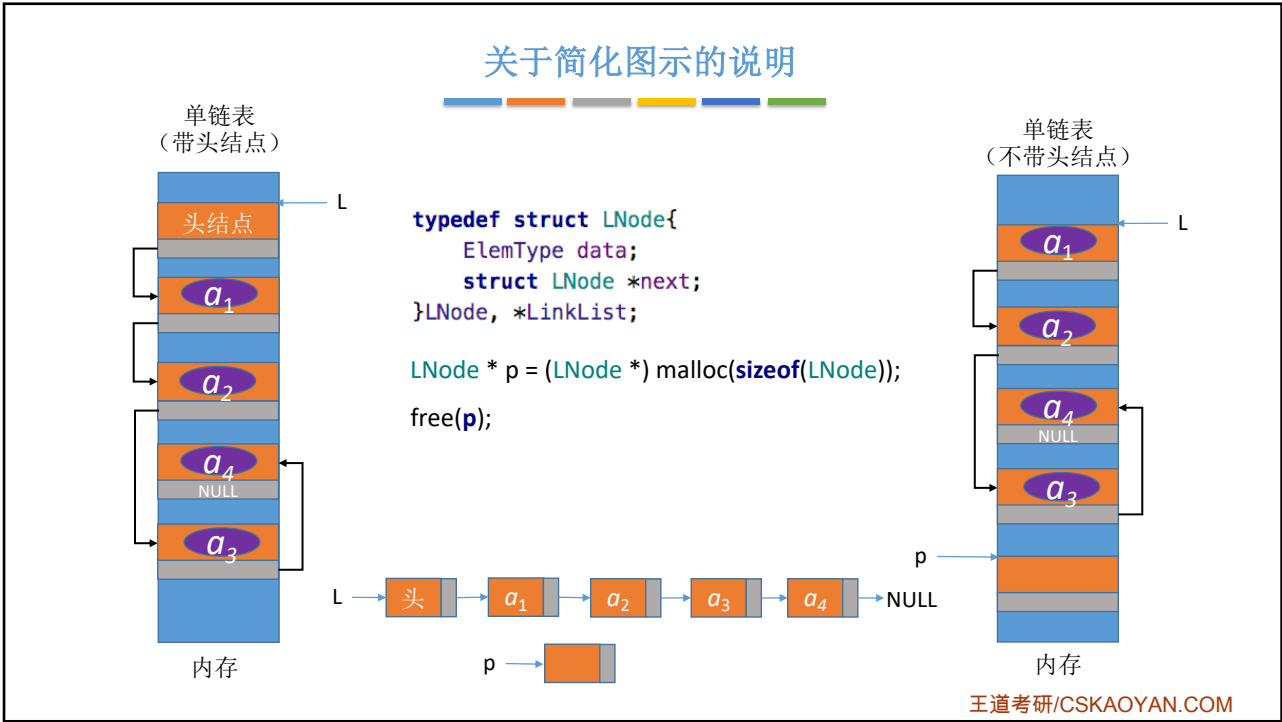 关于简化图示的说明
单链表
（带头结点）
L
头结点
a1
a2
a4
NULL
a3
内存
typedef struct LNode{
ElemType data;
struct LNode *next;
}LNode, *LinkList;
LNode * p = (LNode *) malloc(sizeof(LNode));
free(p);
L
头
a1
a2
a3
a4
NULL
p
单链表
（不带头结点）
L
a1
a2
a4
NULL
a3
p
内存
王道考研/CSKAOYAN.COM